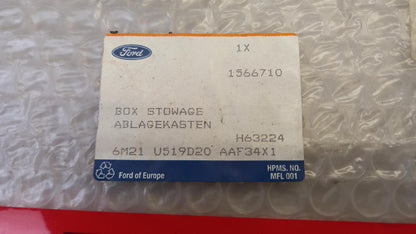 Ford
1X
1566710
BOX STOWAGE
ABLAGEKASTEN
H63224
6M21 U519D20 AAF34X1
Ford of Europe
HPMS. NO.
MFL 001